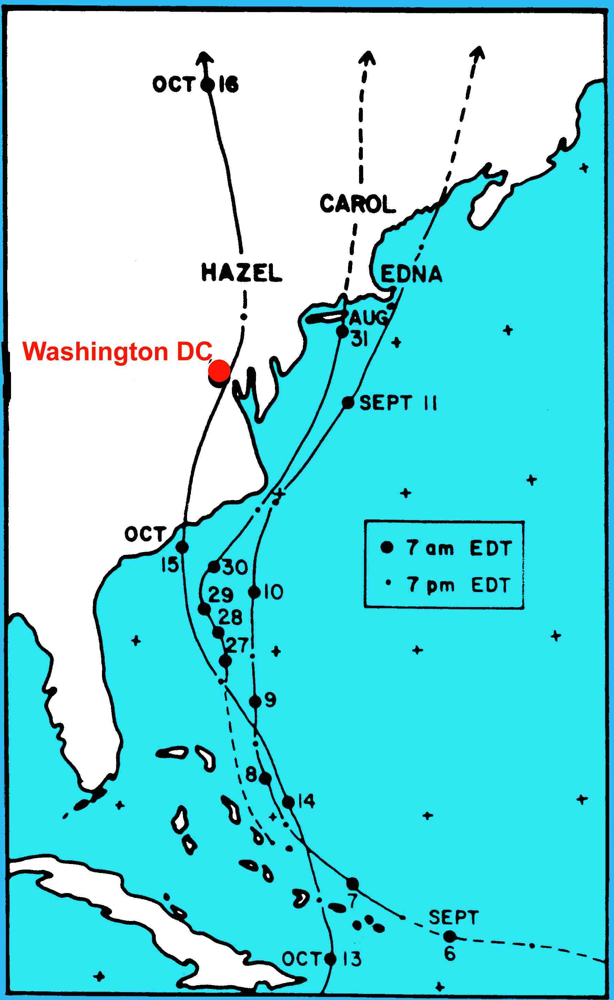 OCT 16
CAROL
HAZEL
EDNA
AUG
31
Washington DC
SEPT 11
OCT
15
7 am EDT
7 pm EDT
30
29
10
28
27
9
8
14
7
SEPT
6
OCT 13